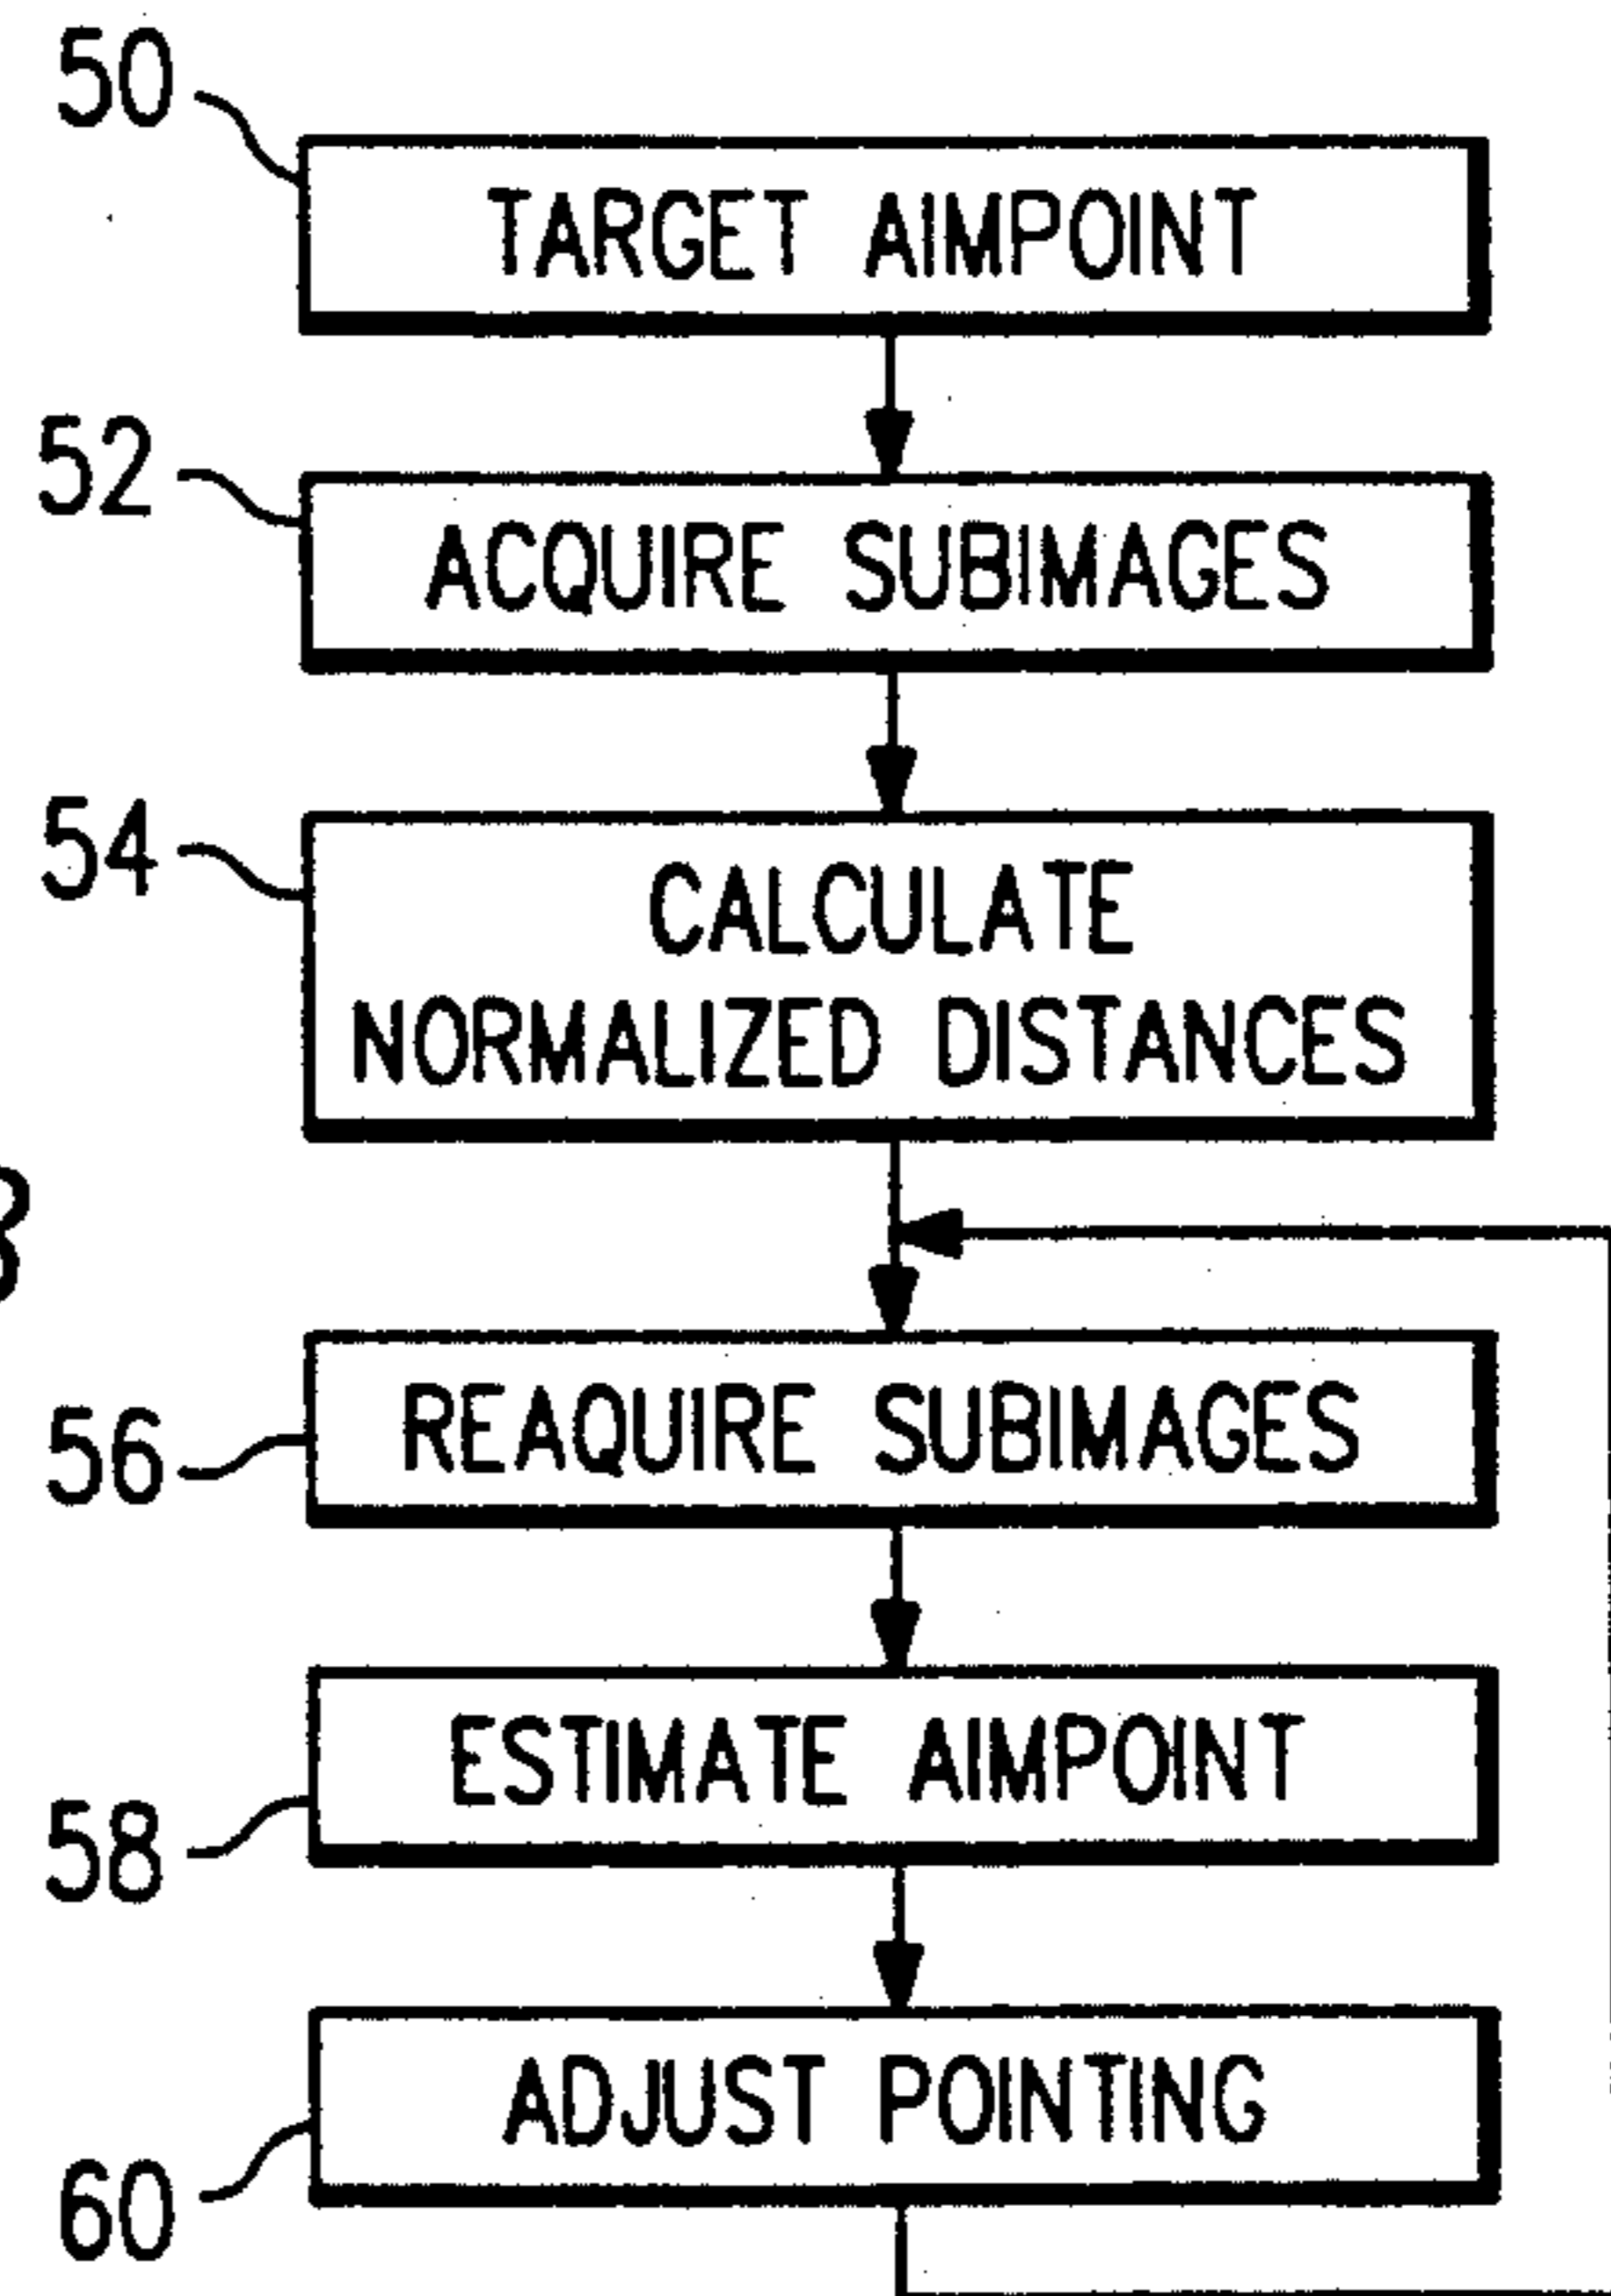 50
TARGET AIMPOINT
52
ACQUIRE SUBIMAGES
54
CALCULATE
NORMALIZED DISTANCES
56
REAQUIRE SUBIMAGES
ESTIMATE AIMPOINT
58
ADJUST POINTING
60